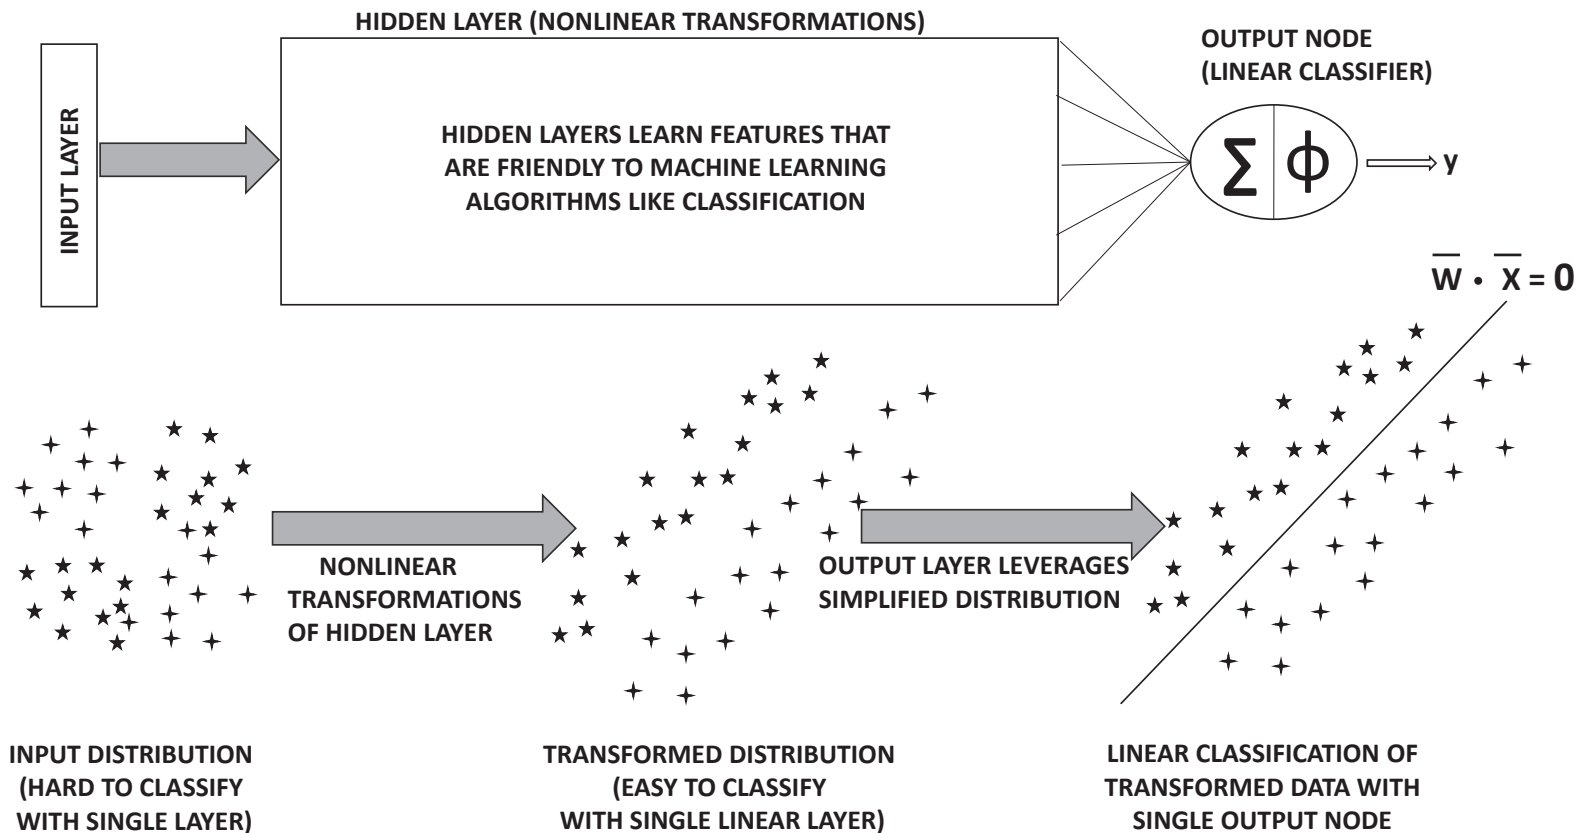 HIDDEN LAYER (NONLINEAR TRANSFORMATIONS)
INPUT LAYER
HIDDEN LAYERS LEARN FEATURES THAT
ARE FRIENDLY TO MACHINE LEARNING
ALGORITHMS LIKE CLASSIFICATION
OUTPUT NODE
(LINEAR CLASSIFIER)
∑ ϕ
y
W̅ · X̅ = 0
NONLINEAR
TRANSFORMATIONS
OF HIDDEN LAYER
OUTPUT LAYER LEVERAGES
SIMPLIFIED DISTRIBUTION
INPUT DISTRIBUTION
(HARD TO CLASSIFY
WITH SINGLE LAYER)
TRANSFORMED DISTRIBUTION
(EASY TO CLASSIFY
WITH SINGLE LINEAR LAYER)
LINEAR CLASSIFICATION OF
TRANSFORMED DATA WITH
SINGLE OUTPUT NODE